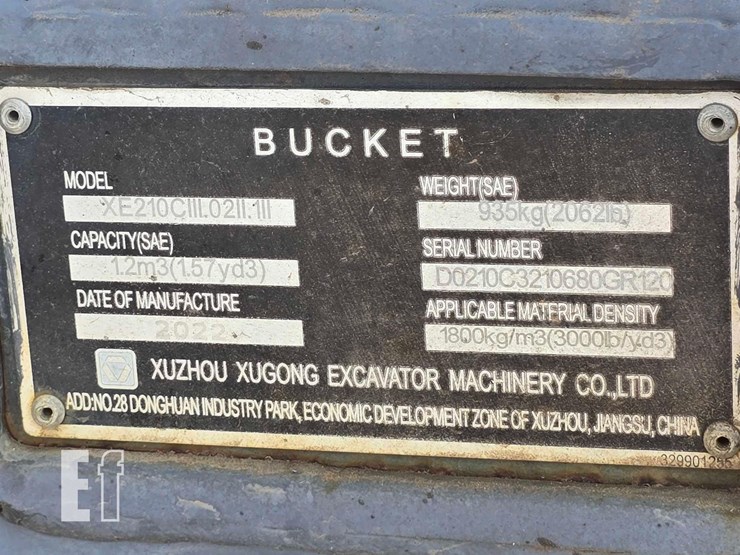 BUCKET
MODEL
XE210CIII.02II.1II
WEIGHT(SAE)
935kg(2062lb)
CAPACITY(SAE)
1.2m3(1.57yd3)
SERIAL NUMBER
D0210C3210680GR120
DATE OF MANUFACTURE
2022
APPLICABLE MATERIAL DENSITY
1800kg/m3(3000lb/yd3)
XUZHOU XUGONG EXCAVATOR MACHINERY CO.,LTD
ADD:NO.28 DONGHUAN INDUSTRY PARK, ECONOMIC DEVELOPMENT ZONE OF XUZHOU, JIANGSU, CHINA
Ef